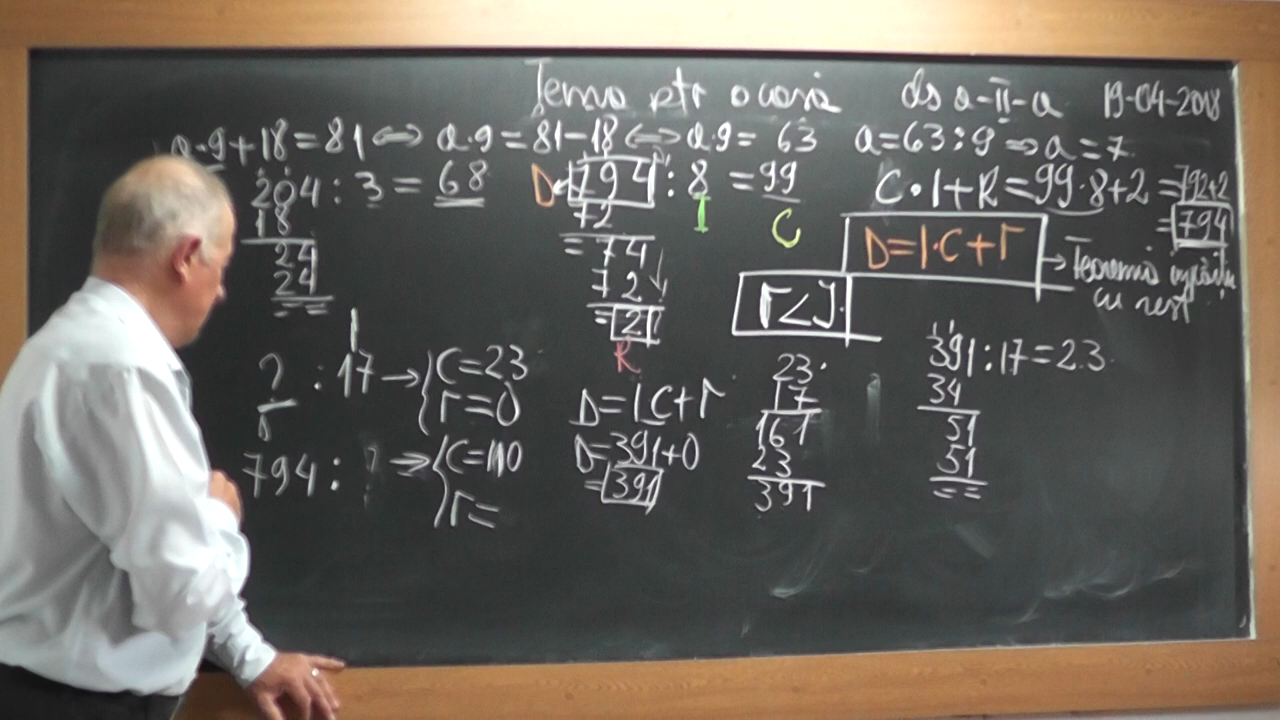 Tema ptr acasă ds a-II-a 19-04-2018
a·9+18=81 ⇔ a·9=81-18 ⇔ a·9=63 a=63:9 ⇒ a=7
204:3=68
18
24
24
==
D 794:8=99
I C
72
=74
72
=2
R
C·I+R=99·8+2=792+2
=794
D=I·C+r → Teorema împărțirii
cu rest
r<I
I
?:17→{C=23
r=0
D=IC+r
D=391+0
=391
23
17
161
23
391
391:17=23
34
51
51
==
794: ? ⇒{C=110
r=